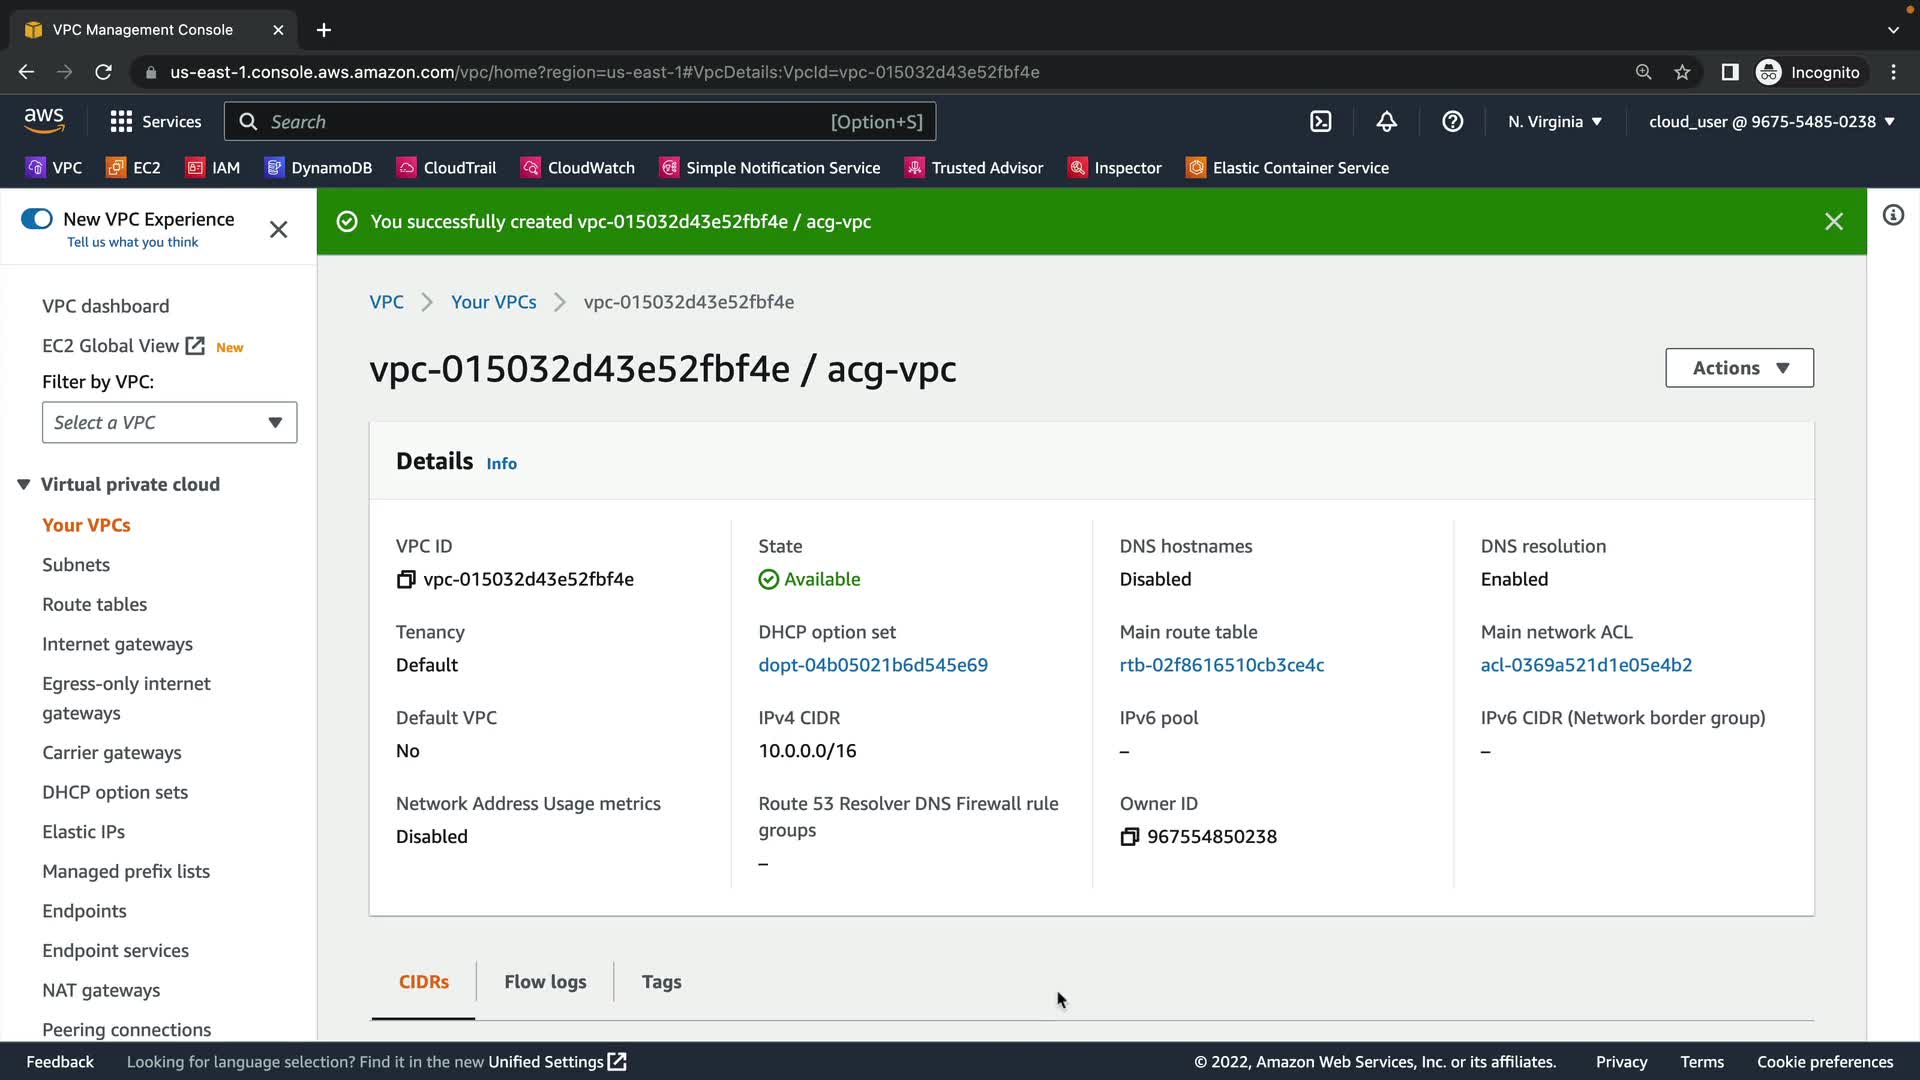 VPC Management Console
us-east-1.console.aws.amazon.com/vpc/home?region=us-east-1#VpcDetails:VpcId=vpc-015032d43e52fbf4e
Incognito
aws
Services
Search
[Option+S]
N. Virginia
cloud_user @ 9675-5485-0238
VPC
EC2
IAM
DynamoDB
CloudTrail
CloudWatch
Simple Notification Service
Trusted Advisor
Inspector
Elastic Container Service
New VPC Experience
Tell us what you think
VPC dashboard
EC2 Global View New
Filter by VPC:
Select a VPC
Virtual private cloud
Your VPCs
Subnets
Route tables
Internet gateways
Egress-only internet
gateways
Carrier gateways
DHCP option sets
Elastic IPs
Managed prefix lists
Endpoints
Endpoint services
NAT gateways
Peering connections
You successfully created vpc-015032d43e52fbf4e / acg-vpc
VPC
Your VPCs
vpc-015032d43e52fbf4e
vpc-015032d43e52fbf4e / acg-vpc
Actions
Details Info
VPC ID
vpc-015032d43e52fbf4e
State
Available
DNS hostnames
Disabled
DNS resolution
Enabled
Tenancy
Default
DHCP option set
dopt-04b05021b6d545e69
Main route table
rtb-02f8616510cb3ce4c
Main network ACL
acl-0369a521d1e05e4b2
Default VPC
No
IPv4 CIDR
10.0.0.0/16
IPv6 pool
–
IPv6 CIDR (Network border group)
–
Network Address Usage metrics
Disabled
Route 53 Resolver DNS Firewall rule
groups
–
Owner ID
967554850238
CIDRs
Flow logs
Tags
Feedback
Looking for language selection? Find it in the new Unified Settings
© 2022, Amazon Web Services, Inc. or its affiliates.
Privacy
Terms
Cookie preferences